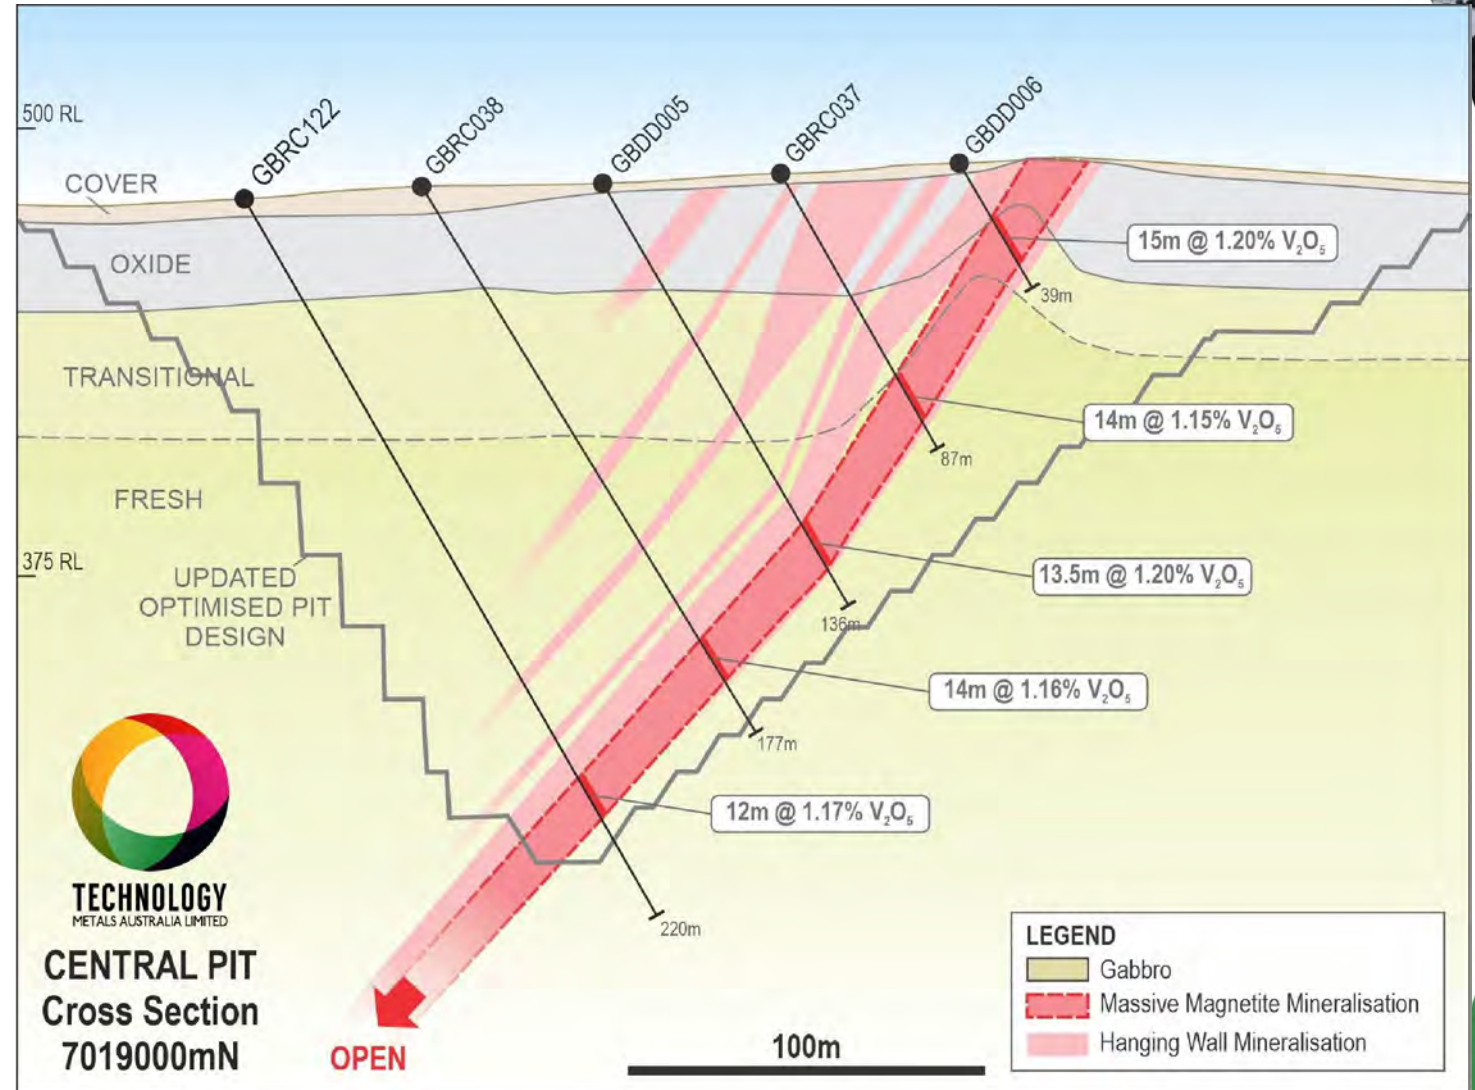 500 RL
GBRC122
GBRC038
GBDD005
GBRC037
GBDD006
COVER
OXIDE
15m @ 1.20% V₂O₅
39m
TRANSITIONAL
14m @ 1.15% V₂O₅
87m
FRESH
375 RL
UPDATED
OPTIMISED PIT
DESIGN
13.5m @ 1.20% V₂O₅
136m
14m @ 1.16% V₂O₅
177m
12m @ 1.17% V₂O₅
220m
TECHNOLOGY
METALS AUSTRALIA LIMITED
CENTRAL PIT
Cross Section
7019000mN
OPEN
100m
LEGEND
Gabbro
Massive Magnetite Mineralisation
Hanging Wall Mineralisation